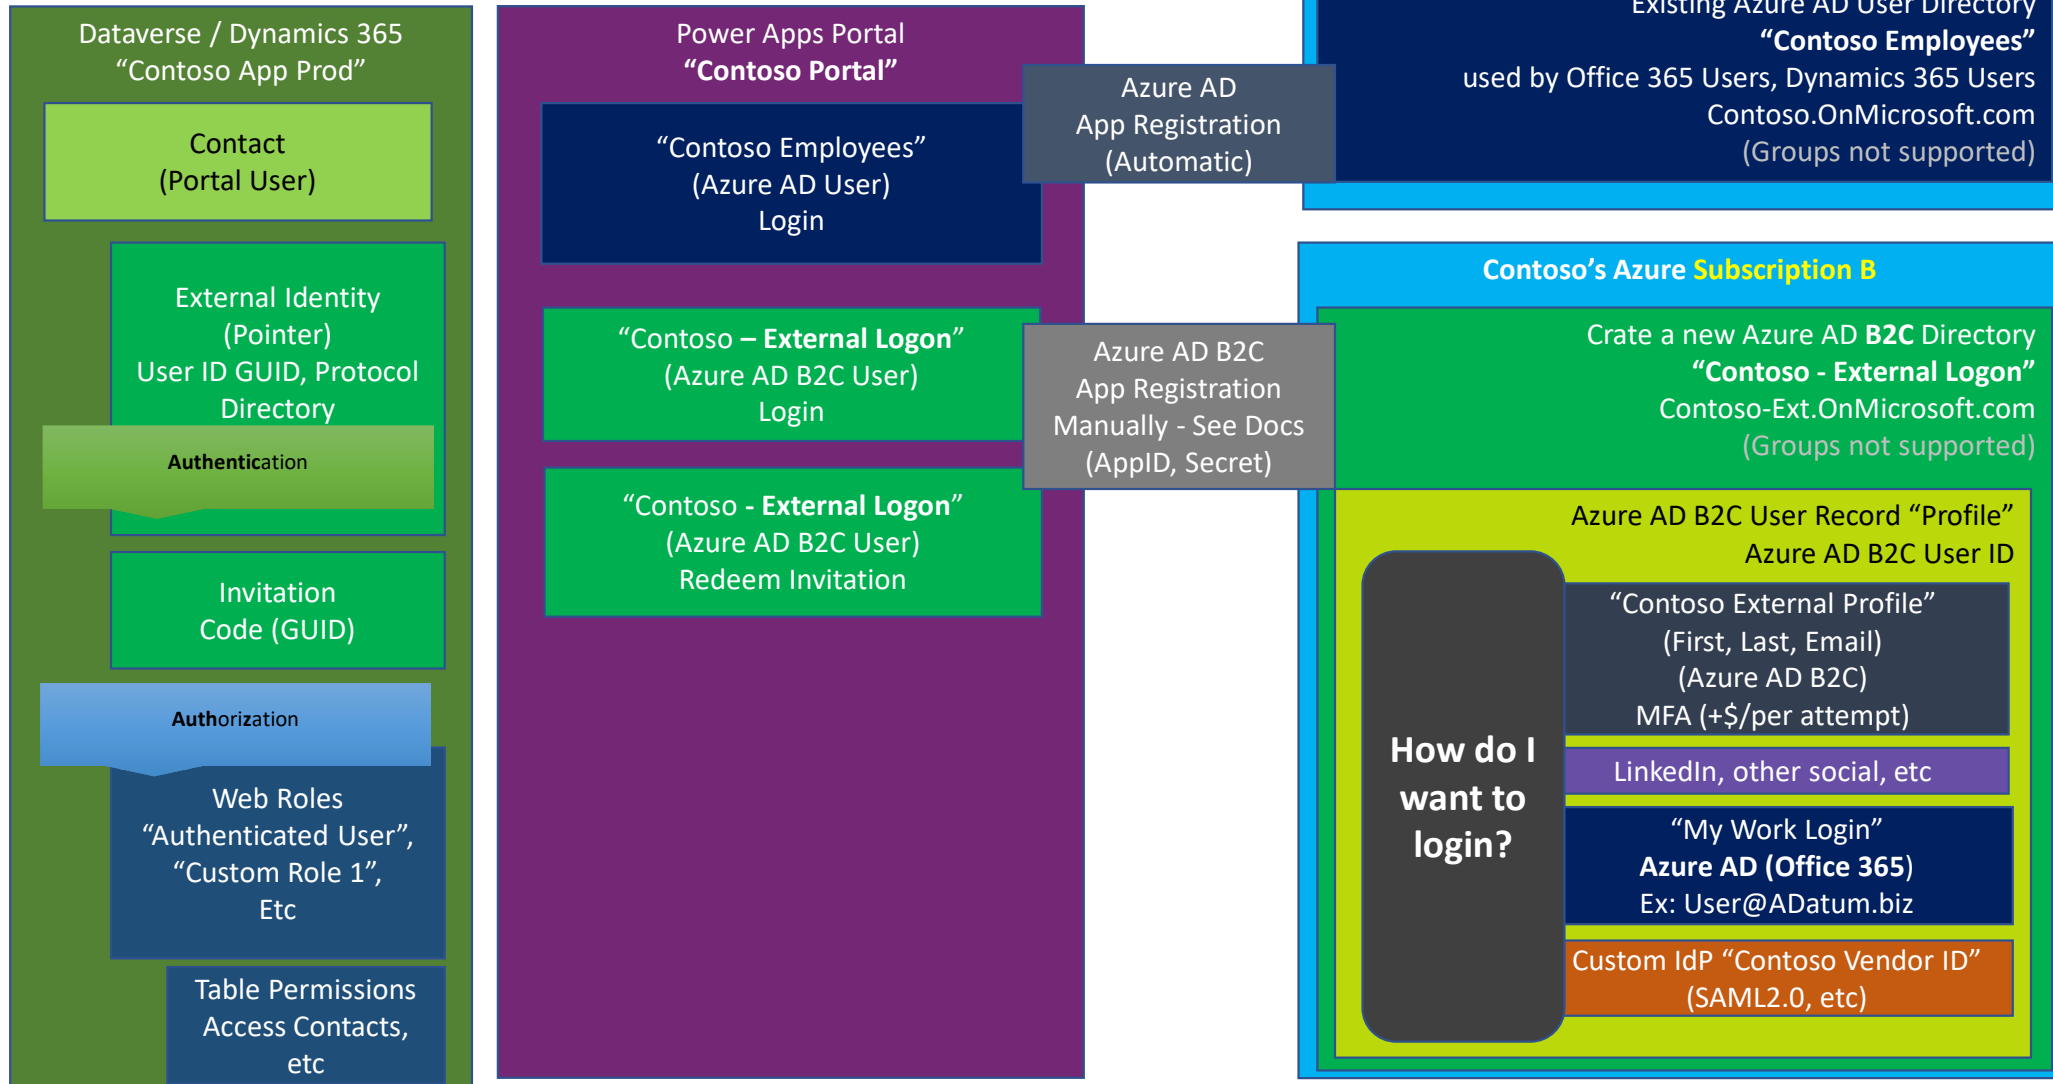 Dataverse / Dynamics 365
“Contoso App Prod”
Contact
(Portal User)
External Identity
(Pointer)
User ID GUID, Protocol
Directory
Authentication
Invitation
Code (GUID)
Authorization
Web Roles
“Authenticated User”,
“Custom Role 1”,
Etc
Table Permissions
Access Contacts,
etc
Power Apps Portal
“Contoso Portal”
“Contoso Employees”
(Azure AD User)
Login
“Contoso – External Logon”
(Azure AD B2C User)
Login
“Contoso - External Logon”
(Azure AD B2C User)
Redeem Invitation
Azure AD
App Registration
(Automatic)
Azure AD B2C
App Registration
Manually - See Docs
(AppID, Secret)
Existing Azure AD User Directory
“Contoso Employees”
used by Office 365 Users, Dynamics 365 Users
Contoso.OnMicrosoft.com
(Groups not supported)
Contoso’s Azure Subscription B
Crate a new Azure AD B2C Directory
“Contoso - External Logon”
Contoso-Ext.OnMicrosoft.com
(Groups not supported)
Azure AD B2C User Record “Profile”
Azure AD B2C User ID
How do I
want to
login?
“Contoso External Profile”
(First, Last, Email)
(Azure AD B2C)
MFA (+$/per attempt)
LinkedIn, other social, etc
“My Work Login”
Azure AD (Office 365)
Ex: User@ADatum.biz
Custom IdP “Contoso Vendor ID”
(SAML2.0, etc)